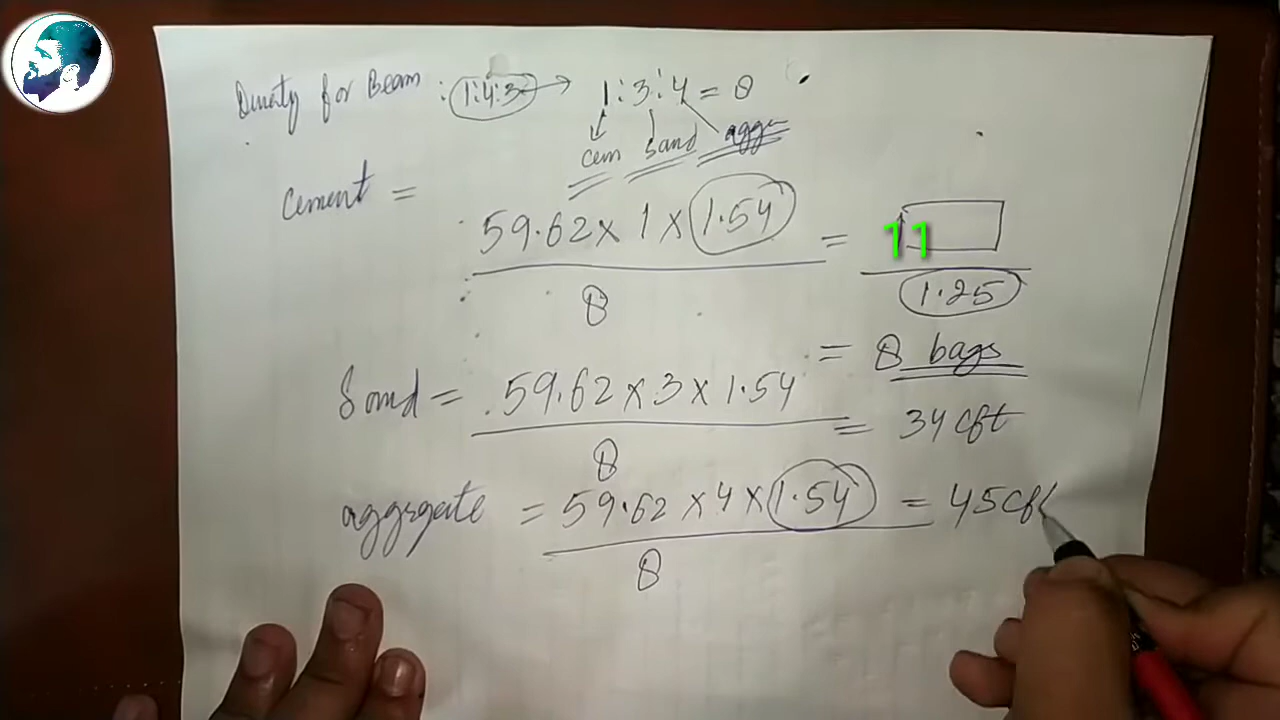 Density for Beam : 1:4:3 → 1:3:4 = 8
cem sand aggr
Cement =
59.62 x 1 x 1.54 / 8 = 11 / 1.25
= 8 bags
Sand = 59.62 x 3 x 1.54 / 8 = 34 cft
aggrgate = 59.62 x 4 x 1.54 / 8 = 45 cft